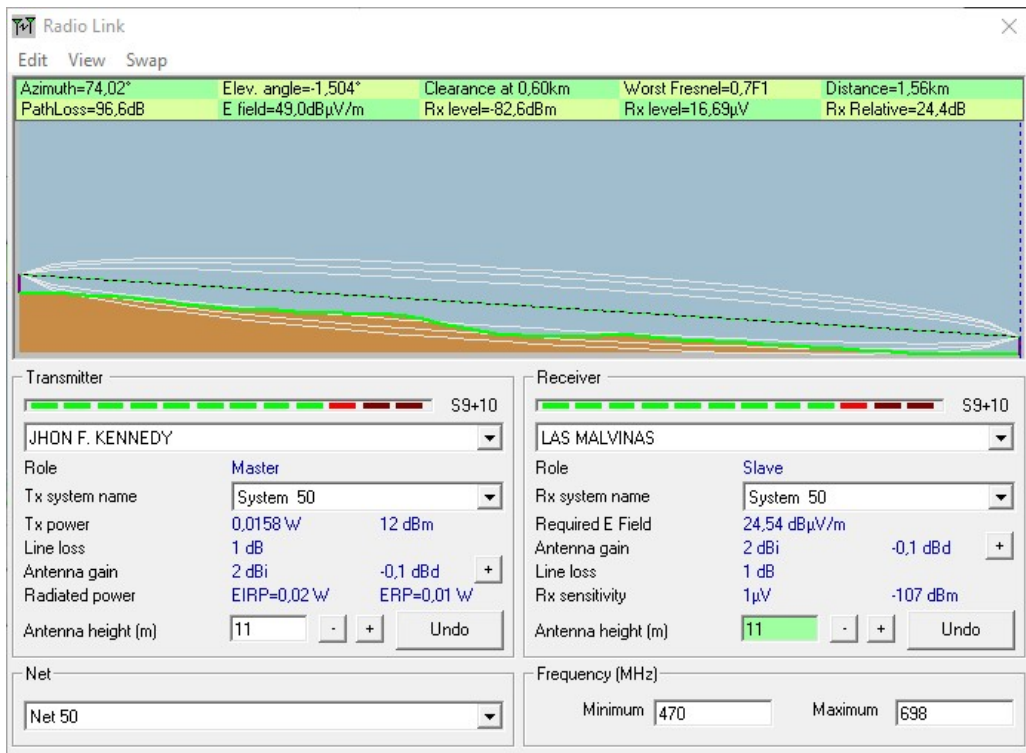 Radio Link
Edit View Swap
Azimuth=74,02° Elev. angle=-1,504° Clearance at 0,60km Worst Fresnel=0,7F1 Distance=1,56km
PathLoss=96,6dB E field=49,0dBµV/m Rx level=-82,6dBm Rx level=16,69µV Rx Relative=24,4dB
Transmitter
S9+10
JHON F. KENNEDY
Role Master
Tx system name System 50
Tx power 0,0158 W 12 dBm
Line loss 1 dB
Antenna gain 2 dBi -0,1 dBd +
Radiated power EIRP=0,02 W ERP=0,01 W
Antenna height (m) 11 - + Undo
Receiver
S9+10
LAS MALVINAS
Role Slave
Rx system name System 50
Required E Field 24,54 dBµV/m
Antenna gain 2 dBi -0,1 dBd +
Line loss 1 dB
Rx sensitivity 1µV -107 dBm
Antenna height (m) 11 - + Undo
Net
Net 50
Frequency (MHz)
Minimum 470 Maximum 698